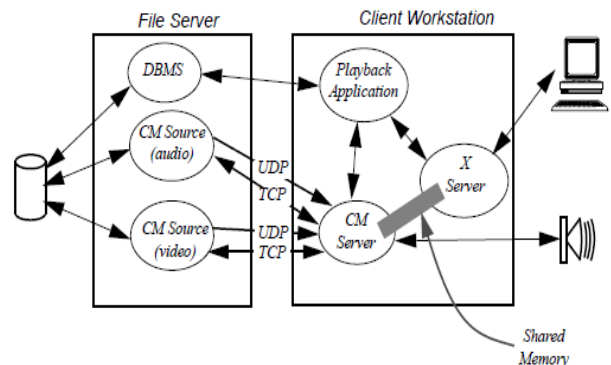 File Server
Client Workstation
DBMS
Playback
Application
CM Source
(audio)
UDP
TCP
X
Server
CM Source
(video)
UDP
TCP
CM
Server
Shared
Memory